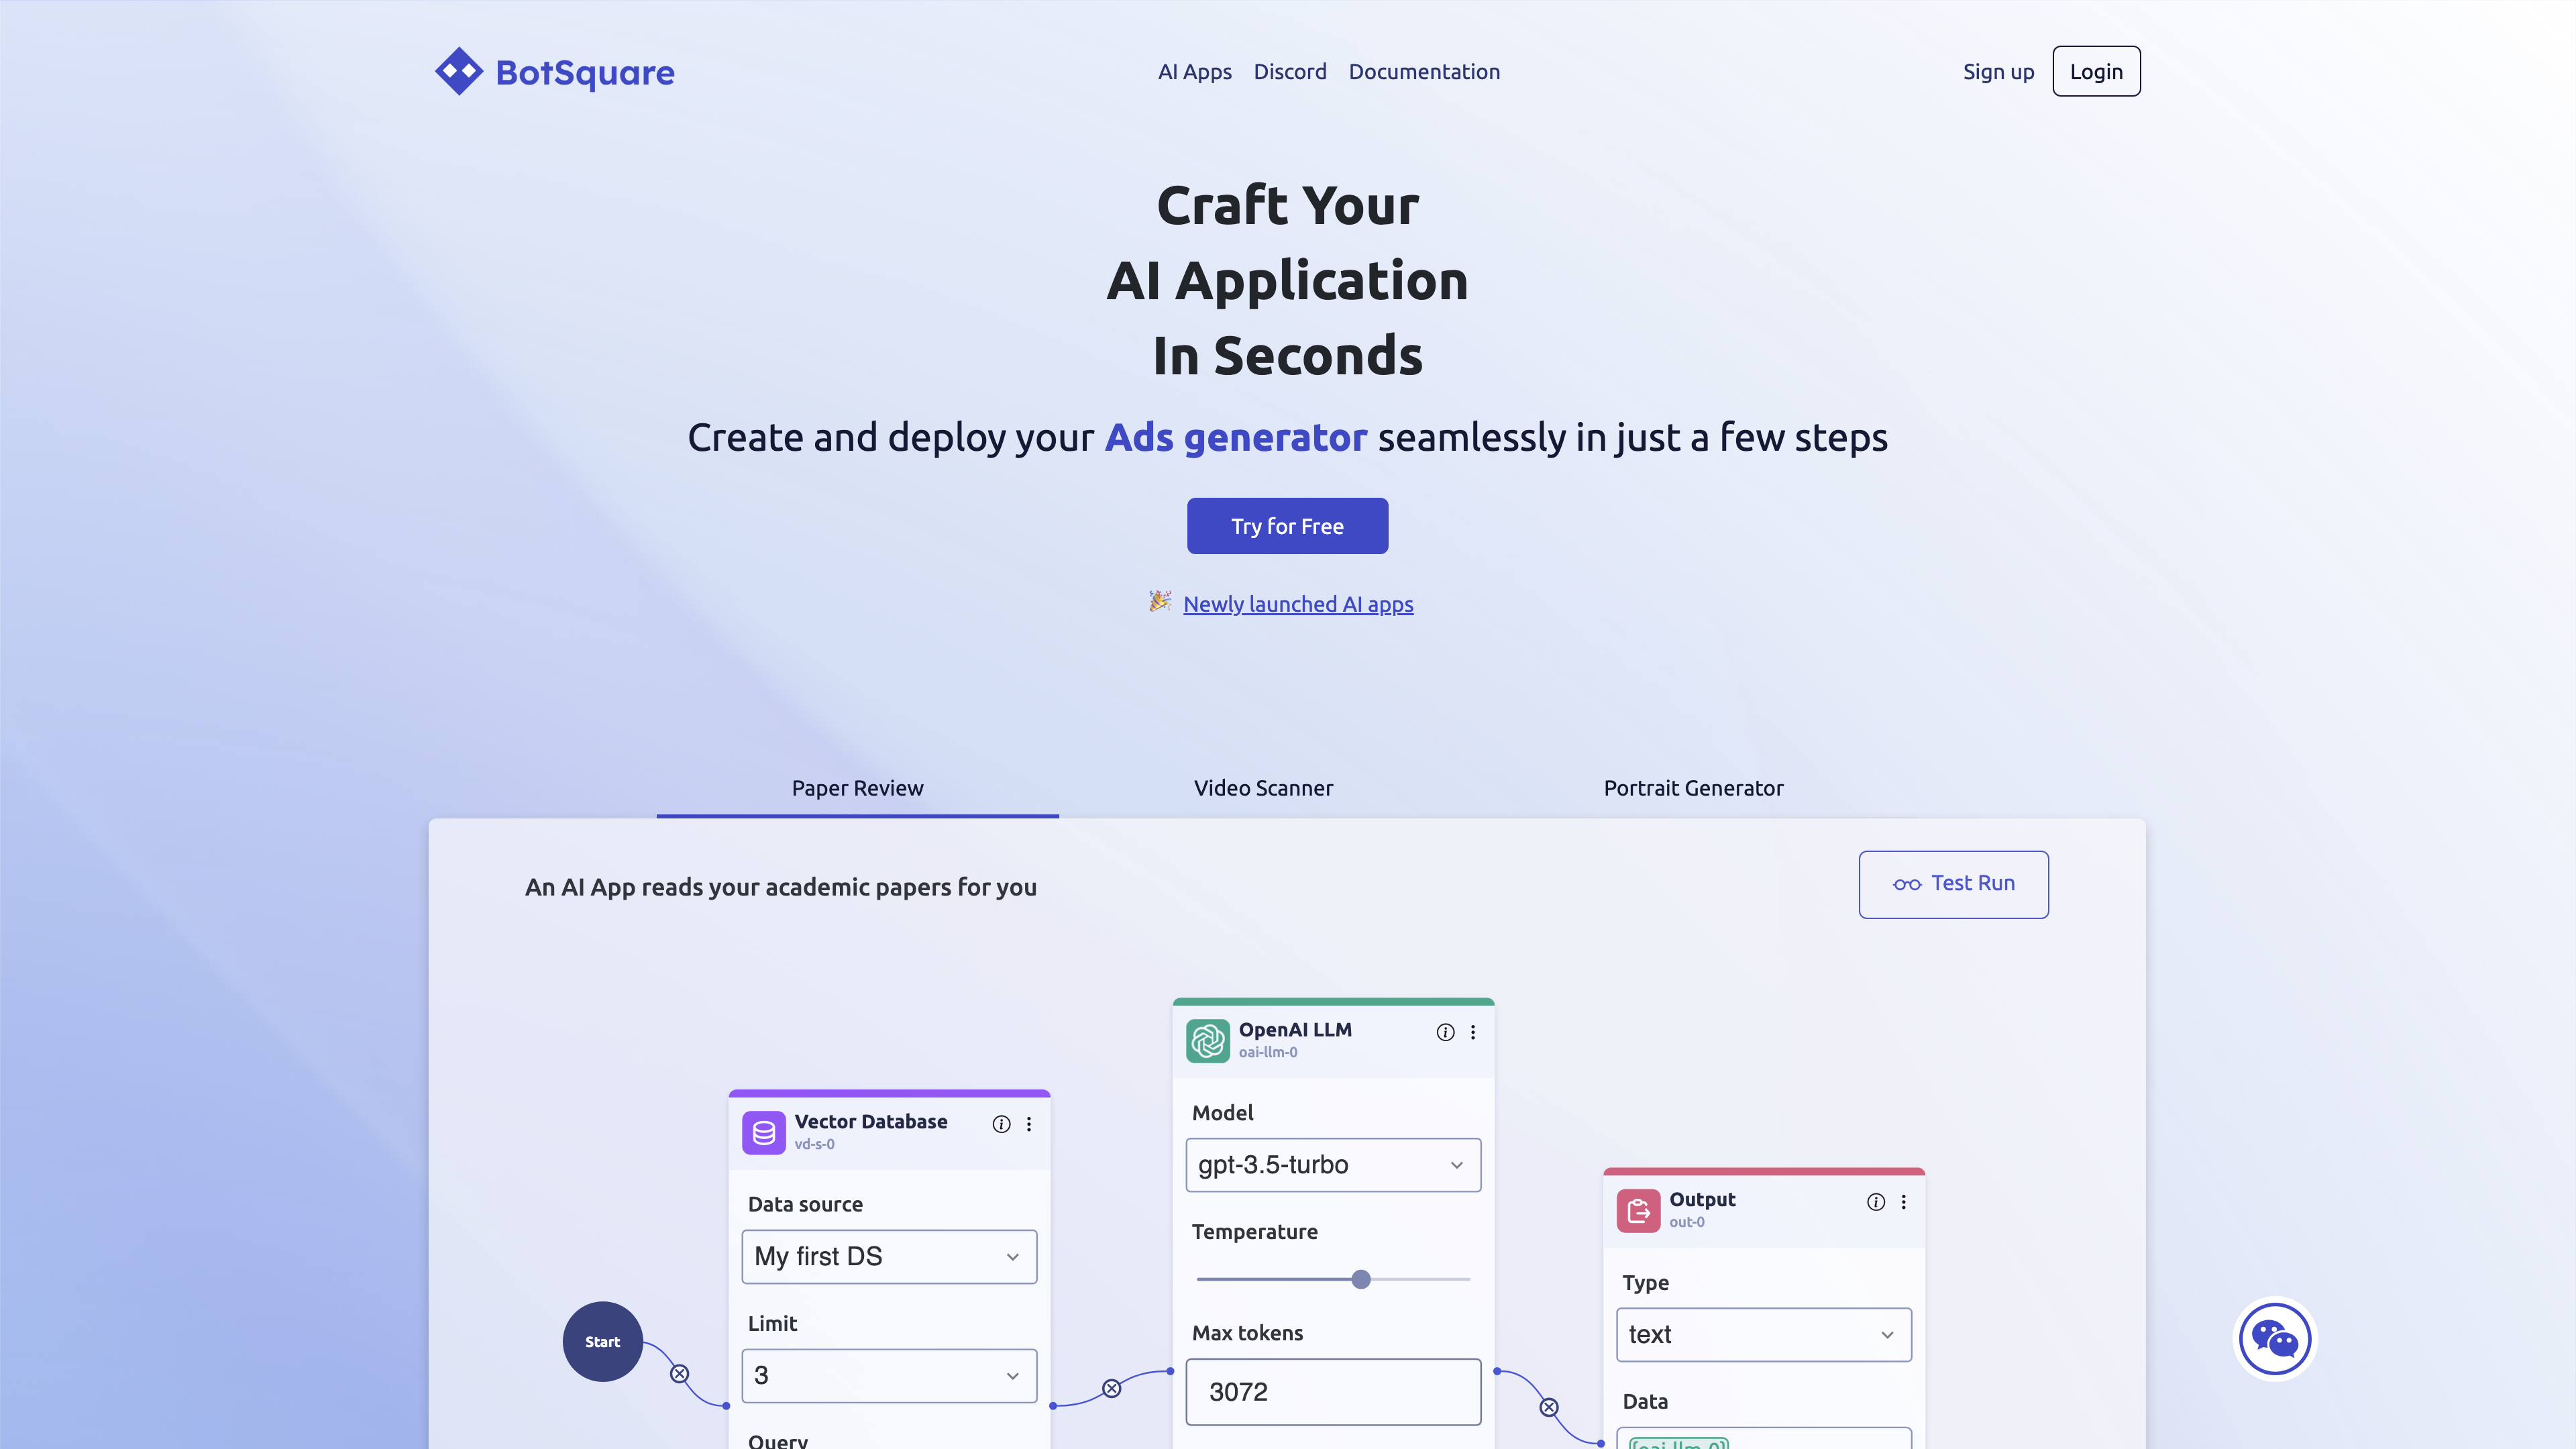 BotSquare
AI Apps Discord Documentation
Sign up Login
Craft Your
AI Application
In Seconds
Create and deploy your Ads generator seamlessly in just a few steps
Try for Free
Newly launched AI apps
Paper Review
Video Scanner
Portrait Generator
An AI App reads your academic papers for you
Test Run
Start
Vector Database
vd-s-0
Data source
My first DS
Limit
3
Query
OpenAI LLM
oai-llm-0
Model
gpt-3.5-turbo
Temperature
Max tokens
3072
Output
out-0
Type
text
Data
{oai-llm-0}